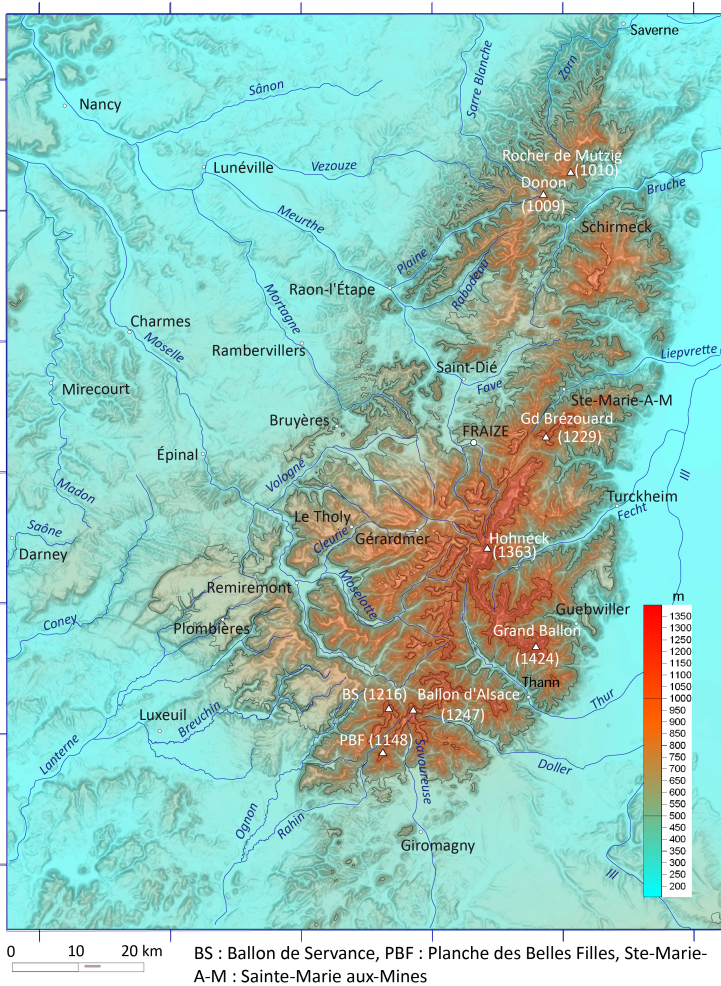 Saverne
Zorn
Sarre Blanche
Sânon
Nancy
Rocher de Mutzig
(1010)
Lunéville
Vezouze
Donon
(1009)
Bruche
Meurthe
Schirmeck
Plaine
Rabodeau
Raon-l'Étape
Mortagne
Charmes
Moselle
Rambervillers
Liepvrette
Saint-Dié
Fave
Mirecourt
Ste-Marie-A-M
Bruyères
Gd Brézouard
(1229)
FRAIZE
Épinal
Vologne
Ill
Madon
Turckheim
Fecht
Le Tholy
Saône
Darney
Cleurie
Gérardmer
Hohneck
(1363)
Remiremont
Moselotte
Coney
Plombières
Guebwiller
Grand Ballon
(1424)
m
1350
1300
1250
1200
1150
1100
1050
1000
950
900
850
800
750
700
650
600
550
500
450
400
350
300
250
200
Thann
BS (1216)
Ballon d'Alsace
(1247)
Thur
Luxeuil
Breuchin
PBF (1148)
Lanterne
Savoureuse
Doller
Ognon
Rahin
Giromagny
Ill
0 10 20 km
BS : Ballon de Servance, PBF : Planche des Belles Filles, Ste-Marie-
A-M : Sainte-Marie aux-Mines